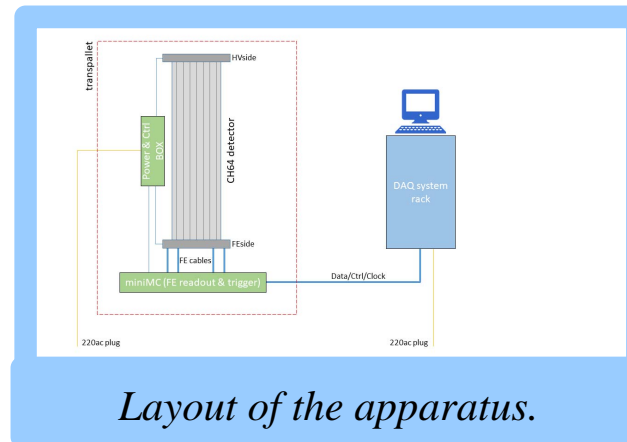 transpallet
HVside
Power & Ctrl
BOX
CH64 detector
DAQ system
rack
FEside
FE cables
miniMC (FE readout & trigger)
Data/Ctrl/Clock
220ac plug
220ac plug
Layout of the apparatus.